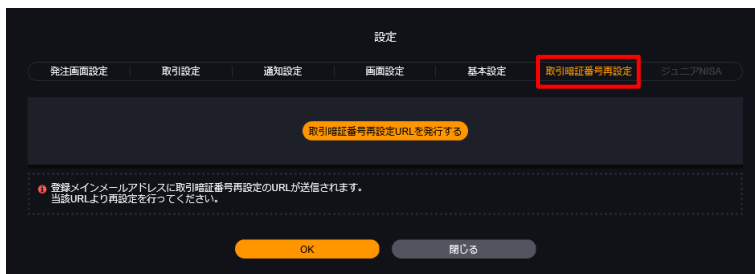 設定
発注画面設定 取引設定 通知設定 画面設定 基本設定 取引暗証番号再設定 ジュニアNISA
取引暗証番号再設定URLを発行する
登録メインメールアドレスに取引暗証番号再設定のURLが送信されます。
当該URLより再設定を行ってください。
OK 閉じる